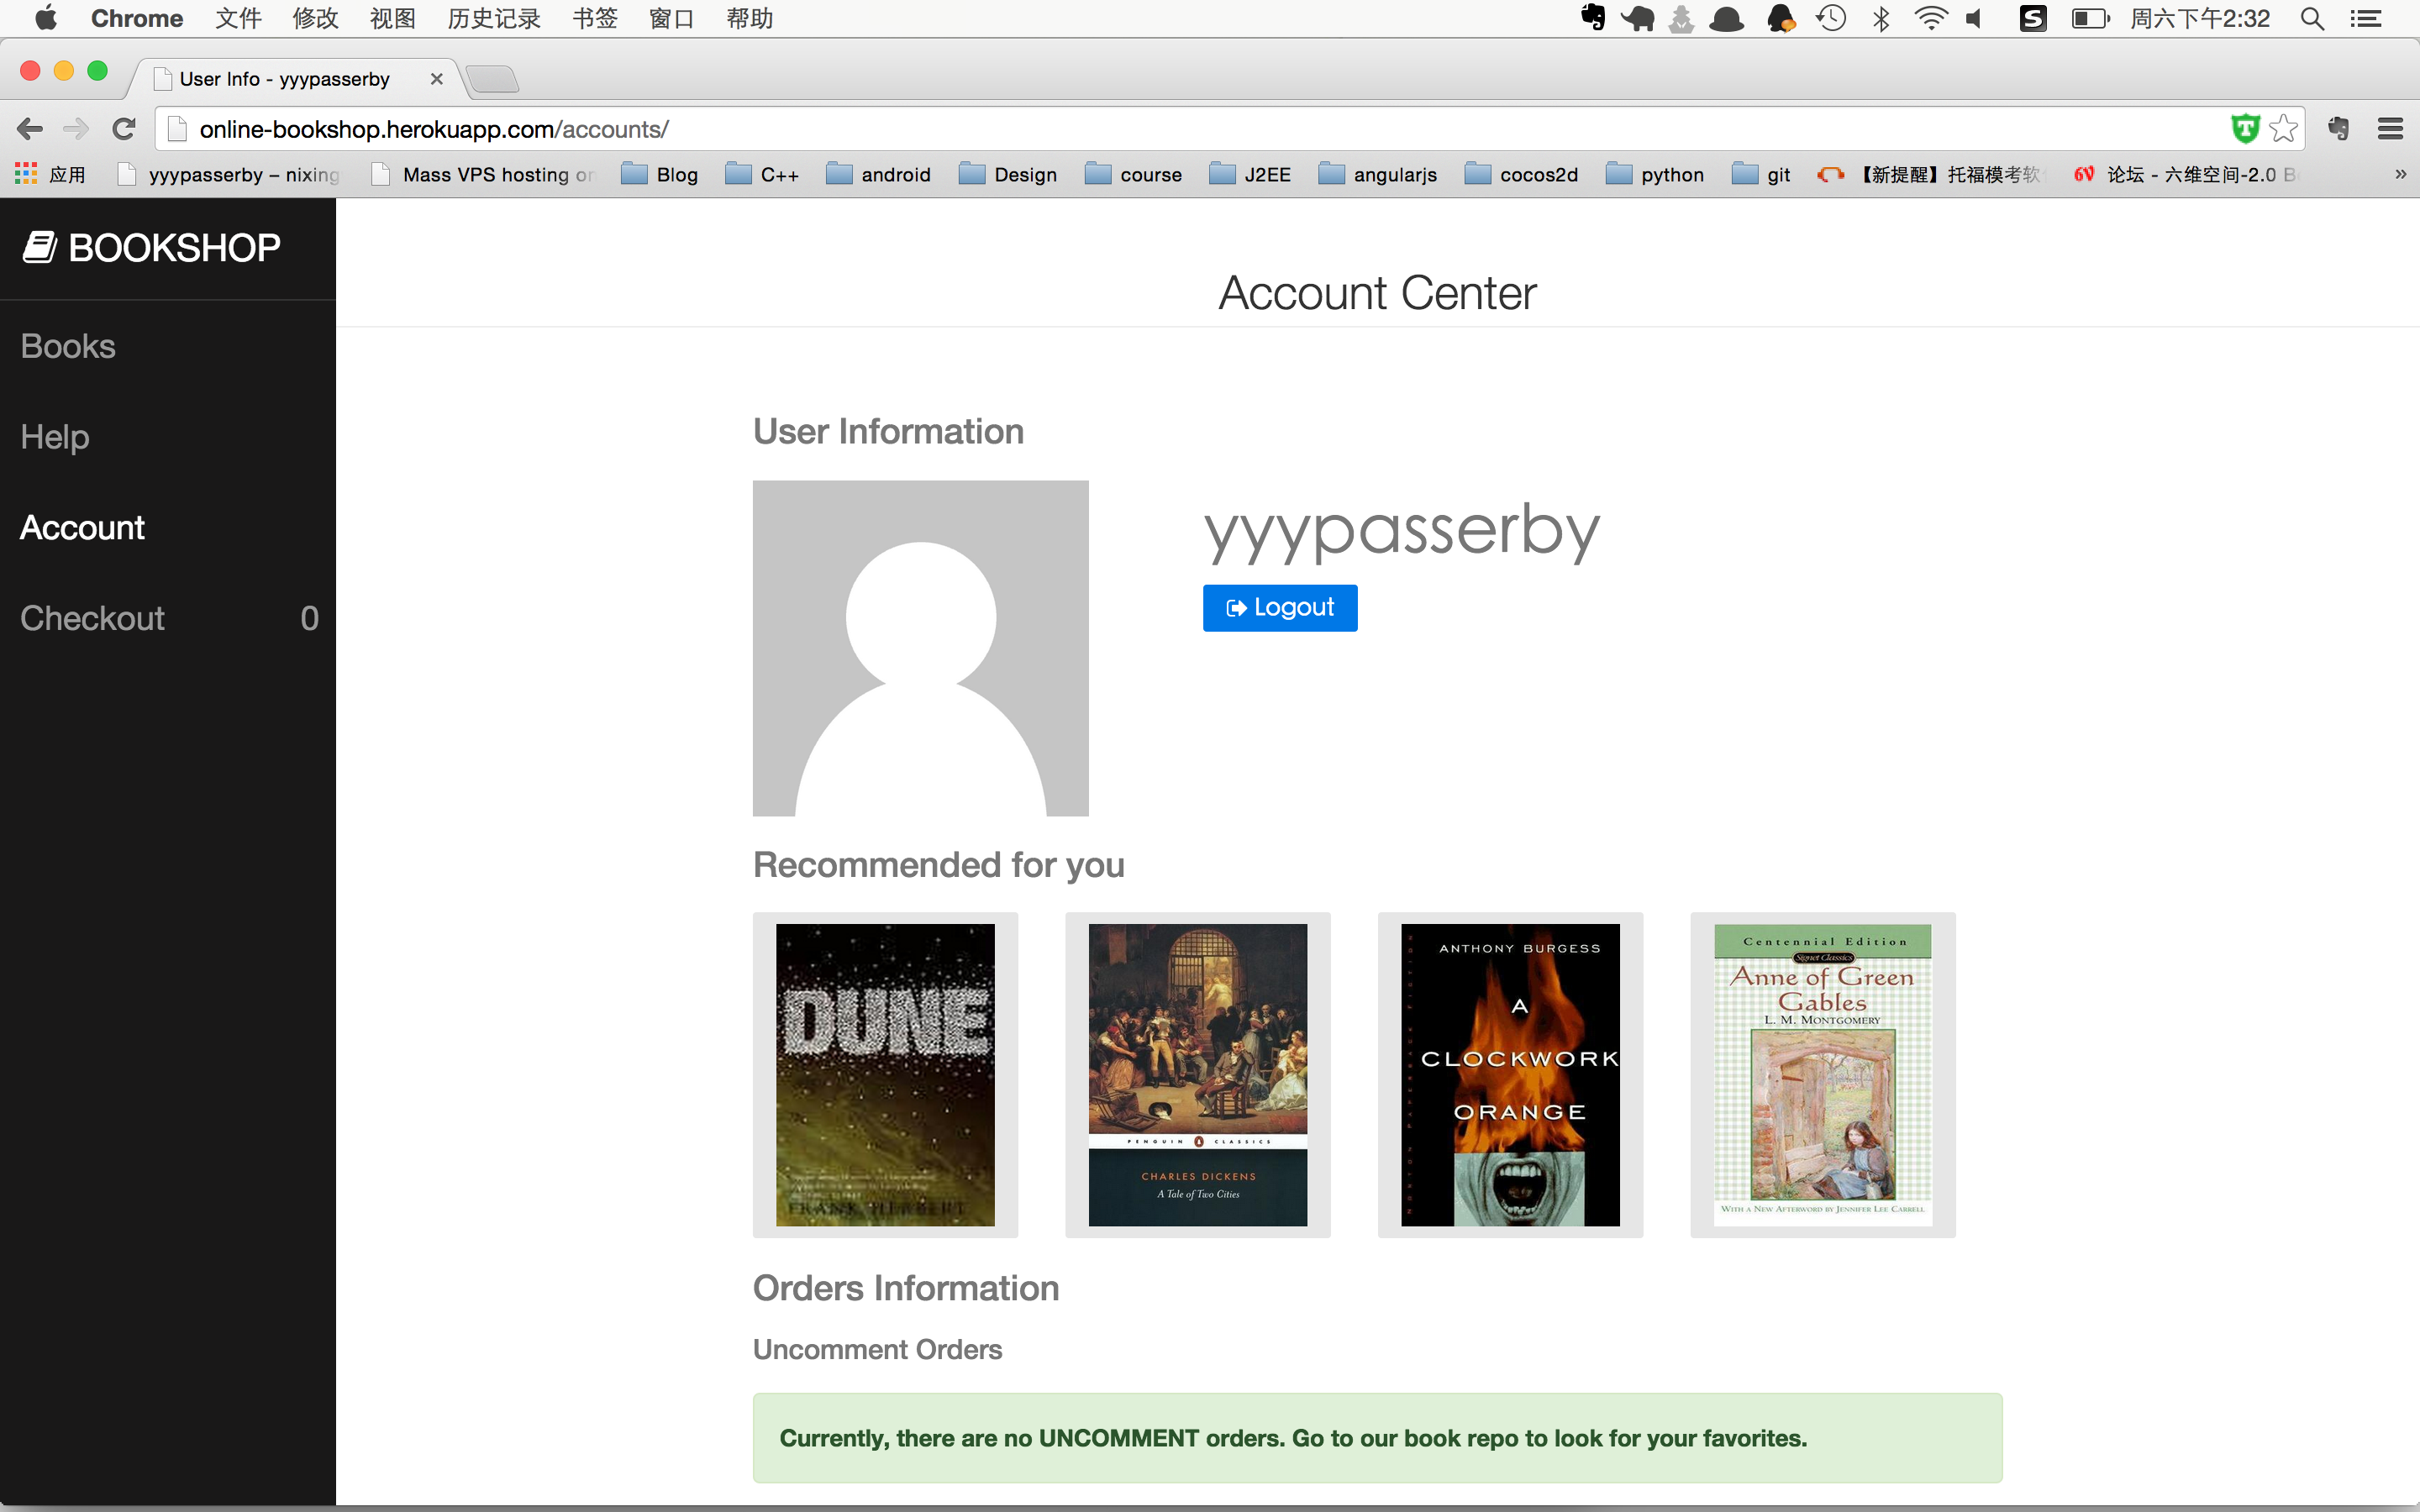 Chrome 文件 修改 视图 历史记录 书签 窗口 帮助 周六下午2:32
User Info - yyypasserby
online-bookshop.herokuapp.com/accounts/
应用 yyypasserby – nixing Mass VPS hosting or Blog C++ android Design course J2EE angularjs cocos2d python git 【新提醒】托福模考软 论坛 - 六维空间-2.0 B »
BOOKSHOP
Books
Help
Account
Checkout 0
Account Center
User Information
yyypasserby
Logout
Recommended for you
DUNE
FRANK HERBERT
PENGUIN CLASSICS
CHARLES DICKENS
A Tale of Two Cities
ANTHONY BURGESS
A
CLOCKWORK
ORANGE
Centennial Edition
Signet Classics
Anne of Green
Gables
L. M. MONTGOMERY
WITH A NEW AFTERWORD BY JENNIFER LEE CARRELL
Orders Information
Uncomment Orders
Currently, there are no UNCOMMENT orders. Go to our book repo to look for your favorites.